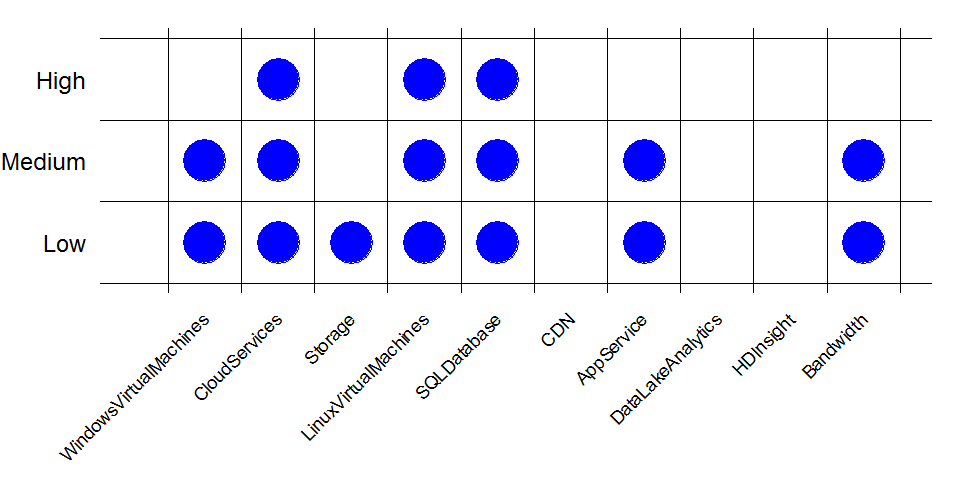 High
Medium
Low
WindowsVirtualMachines
CloudServices
Storage
LinuxVirtualMachines
SQLDatabase
CDN
AppService
DataLakeAnalytics
HDInsight
Bandwidth